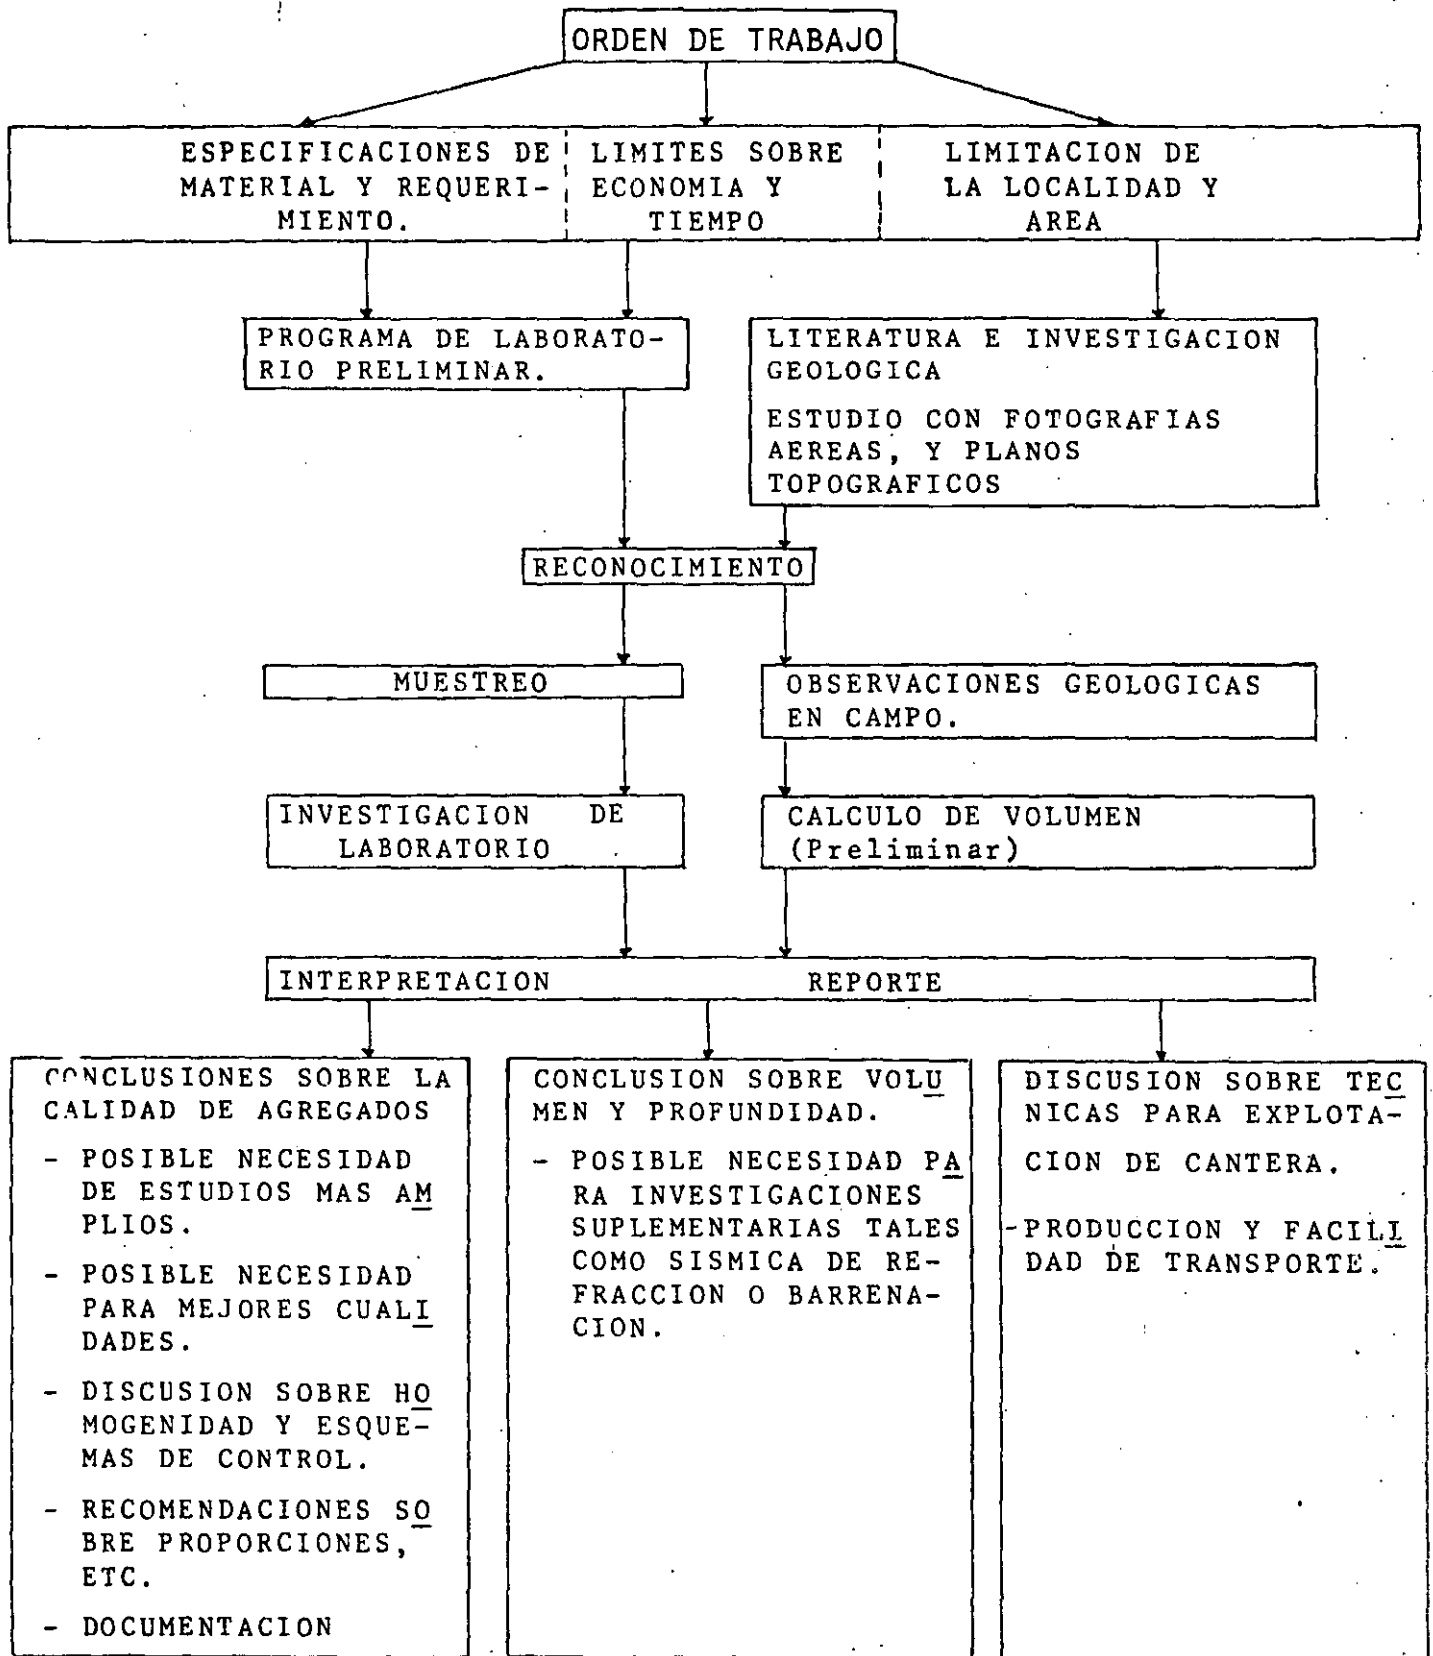 ORDEN DE TRABAJO
ESPECIFICACIONES DE
MATERIAL Y REQUERI-
MIENTO.
LIMITES SOBRE
ECONOMIA Y
TIEMPO
LIMITACION DE
LA LOCALIDAD Y
AREA
PROGRAMA DE LABORATO-
RIO PRELIMINAR.
LITERATURA E INVESTIGACION
GEOLOGICA
ESTUDIO CON FOTOGRAFIAS
AEREAS, Y PLANOS
TOPOGRAFICOS
RECONOCIMIENTO
MUESTREO
OBSERVACIONES GEOLOGICAS
EN CAMPO.
INVESTIGACION DE
LABORATORIO
CALCULO DE VOLUMEN
(Preliminar)
INTERPRETACION REPORTE
CONCLUSIONES SOBRE LA
CALIDAD DE AGREGADOS
- POSIBLE NECESIDAD
DE ESTUDIOS MAS AM
PLIOS.
- POSIBLE NECESIDAD
PARA MEJORES CUALI
DADES.
- DISCUSION SOBRE HO
MOGENIDAD Y ESQUE-
MAS DE CONTROL.
- RECOMENDACIONES SO
BRE PROPORCIONES,
ETC.
- DOCUMENTACION
CONCLUSION SOBRE VOLU
MEN Y PROFUNDIDAD.
- POSIBLE NECESIDAD PA
RA INVESTIGACIONES
SUPLEMENTARIAS TALES
COMO SISMICA DE RE-
FRACCION O BARRENA-
CION.
DISCUSION SOBRE TEC
NICAS PARA EXPLOTA-
CION DE CANTERA.
-PRODUCCION Y FACILI
DAD DE TRANSPORTE.